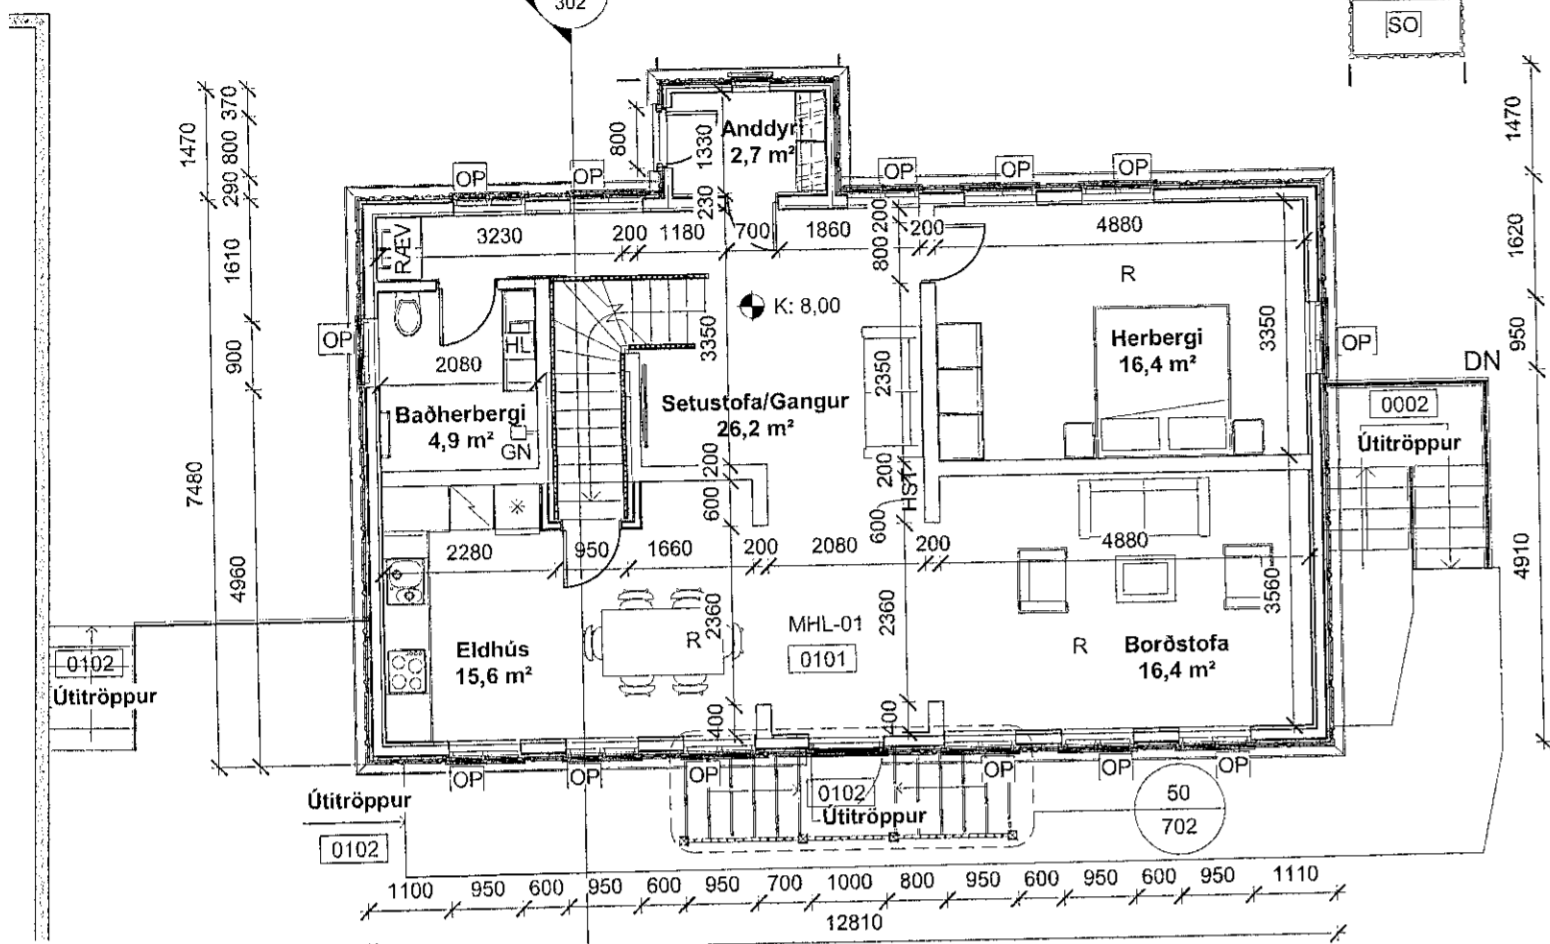 302
SO
1470
370
800
290
1610
900
7480
4960
OP
OP
800
1330
230
Anddyri
2,7 m²
OP
OP
OP
1470
1620
950
4910
RÆV
3230
200
1180
700
1860
200
800
200
4880
R
K: 8,00
3350
2350
3350
Herbergi
16,4 m²
OP
OP
DN
0002
Útitröppur
HL
2080
Baðherbergi
4,9 m²
GN
Setustofa/Gangur
26,2 m²
200
600
200
HST
600
2280
950
1660
200
2080
200
4880
2360
2360
3560
MHL-01
0101
R
R
Eldhús
15,6 m²
Borðstofa
16,4 m²
0102
Útitröppur
400
400
OP
OP
OP
OP
OP
OP
Útitröppur
0102
0102
Útitröppur
50
702
1100
950
600
950
600
950
700
1000
800
950
600
950
600
950
1110
12810